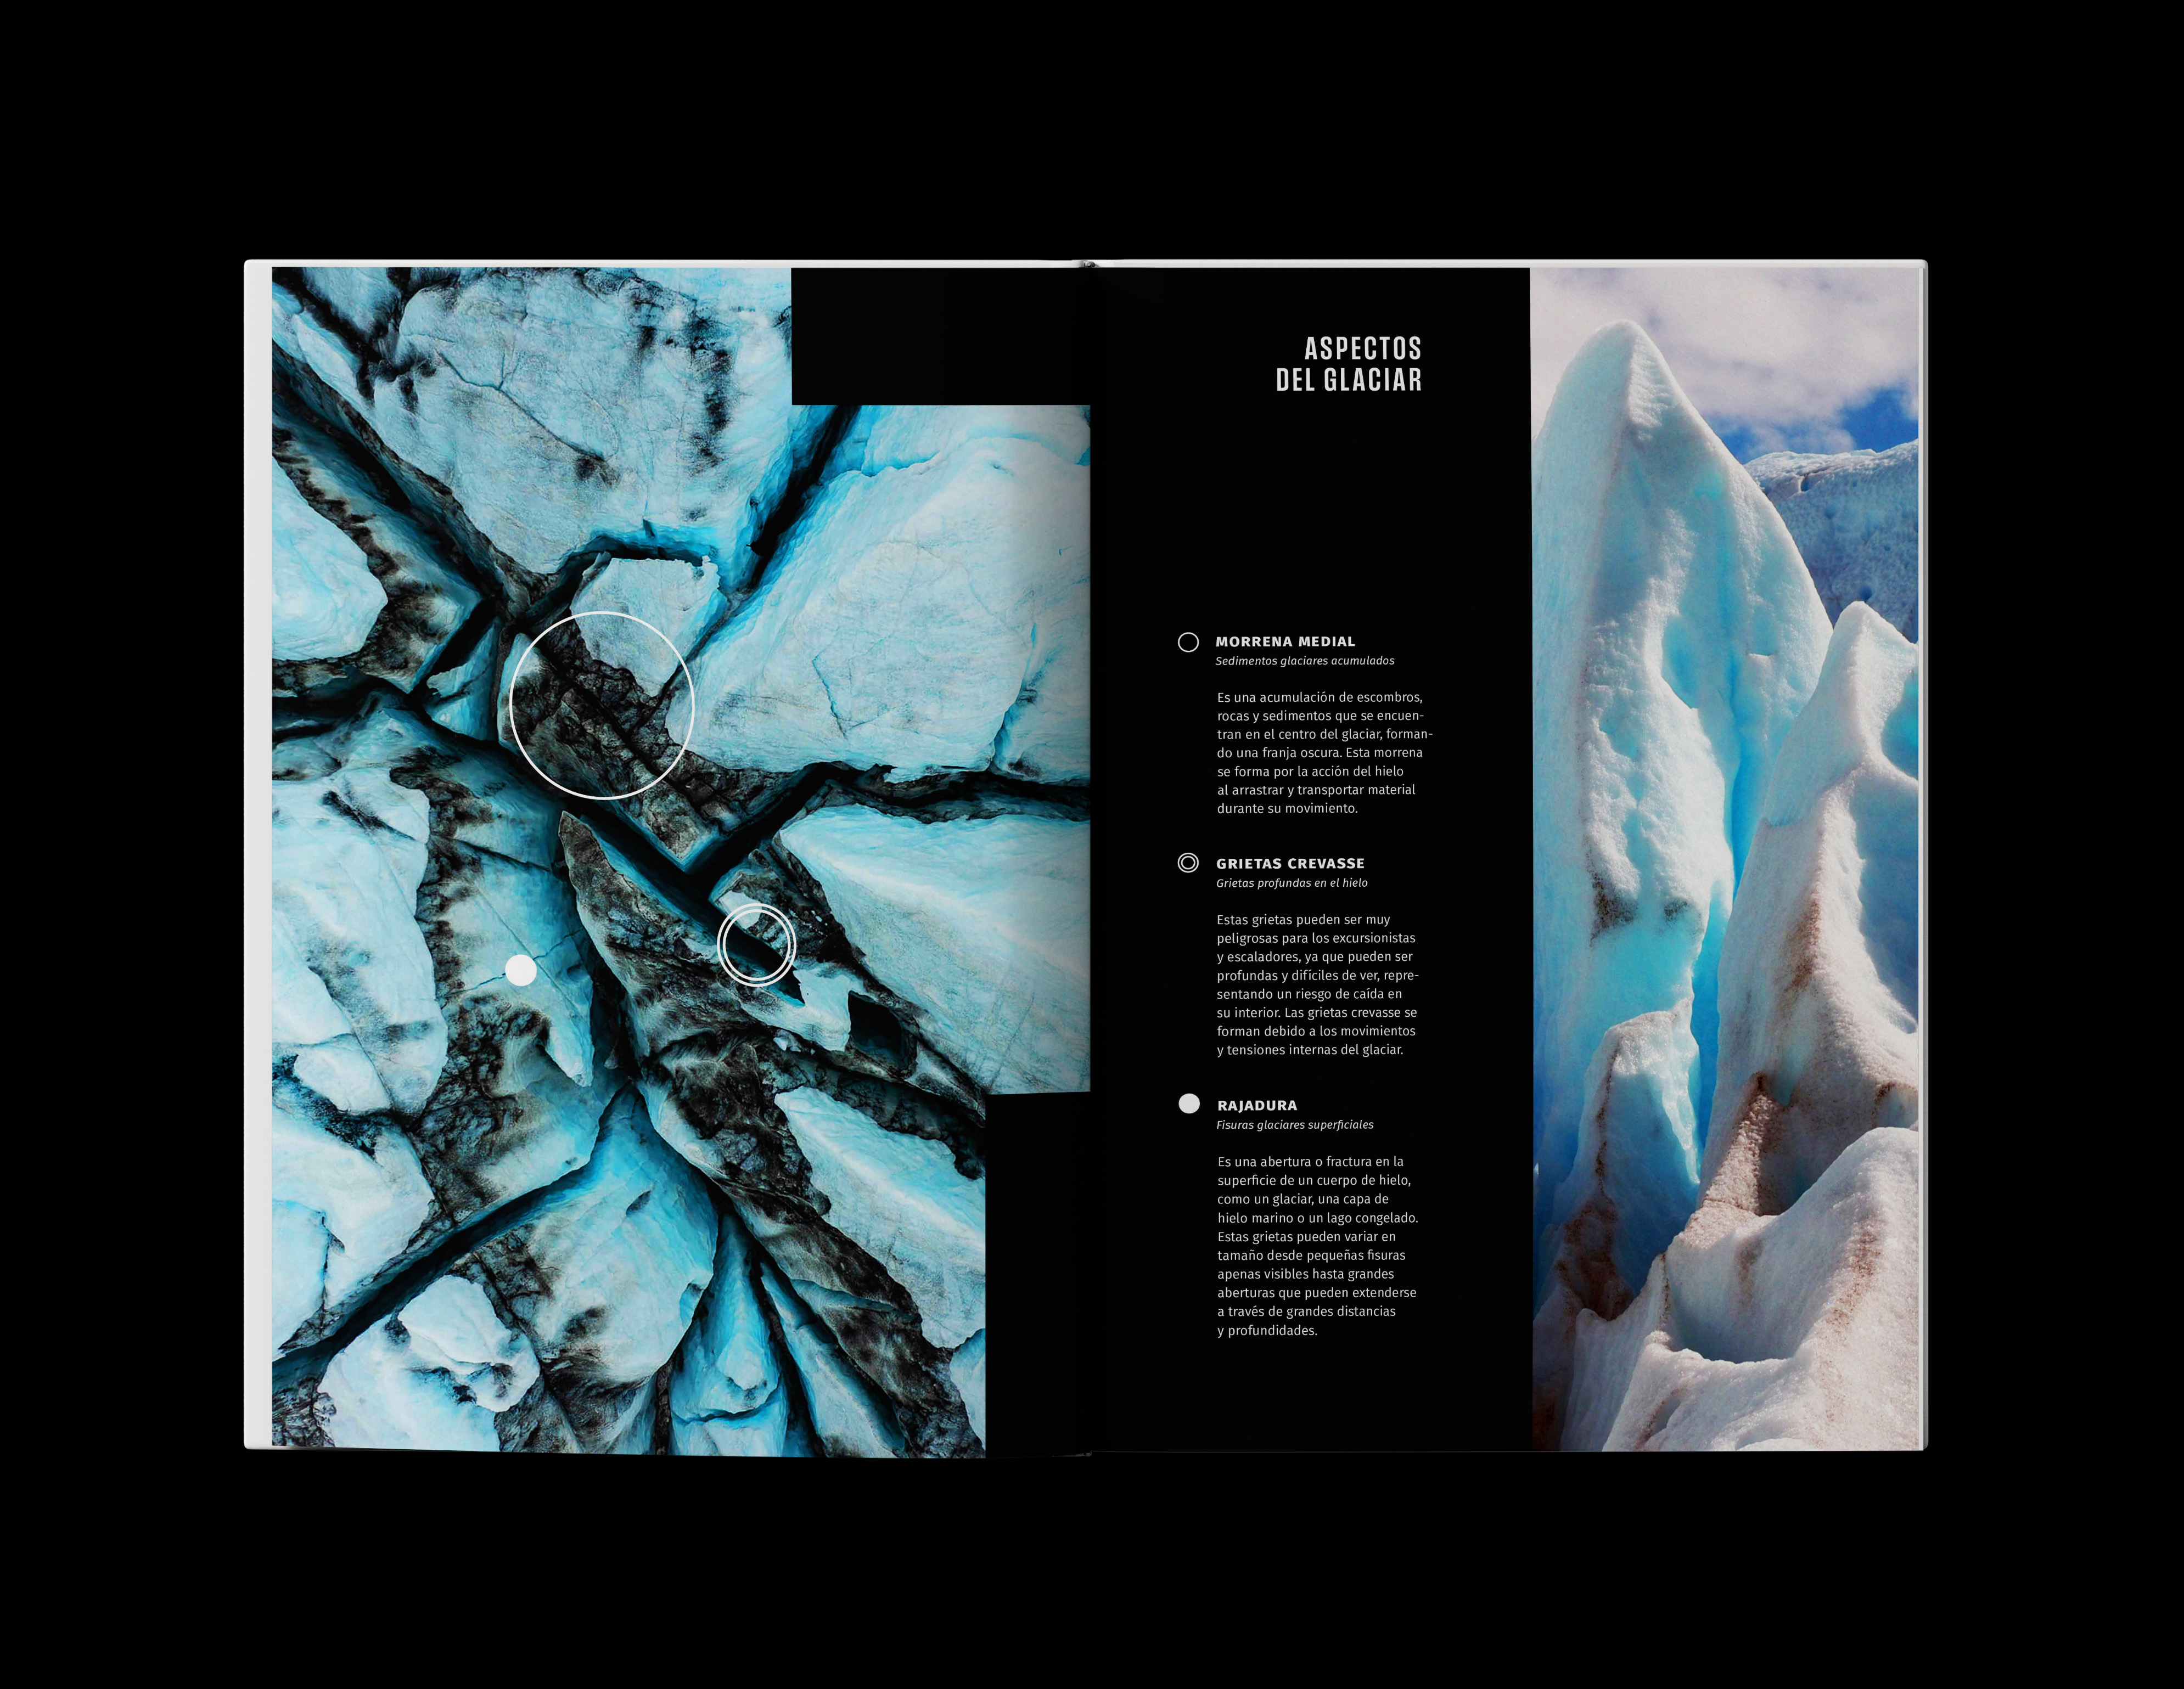 ASPECTOS
DEL GLACIAR
MORRENA MEDIAL
Sedimentos glaciares acumulados
Es una acumulación de escombros,
rocas y sedimentos que se encuen-
tran en el centro del glaciar, forman-
do una franja oscura. Esta morrena
se forma por la acción del hielo
al arrastrar y transportar material
durante su movimiento.
GRIETAS CREVASSE
Grietas profundas en el hielo
Estas grietas pueden ser muy
peligrosas para los excursionistas
y escaladores, ya que pueden ser
profundas y difíciles de ver, repre-
sentando un riesgo de caída en
su interior. Las grietas crevasse se
forman debido a los movimientos
y tensiones internas del glaciar.
RAJADURA
Fisuras glaciares superficiales
Es una abertura o fractura en la
superficie de un cuerpo de hielo,
como un glaciar, una capa de
hielo marino o un lago congelado.
Estas grietas pueden variar en
tamaño desde pequeñas fisuras
apenas visibles hasta grandes
aberturas que pueden extenderse
a través de grandes distancias
y profundidades.